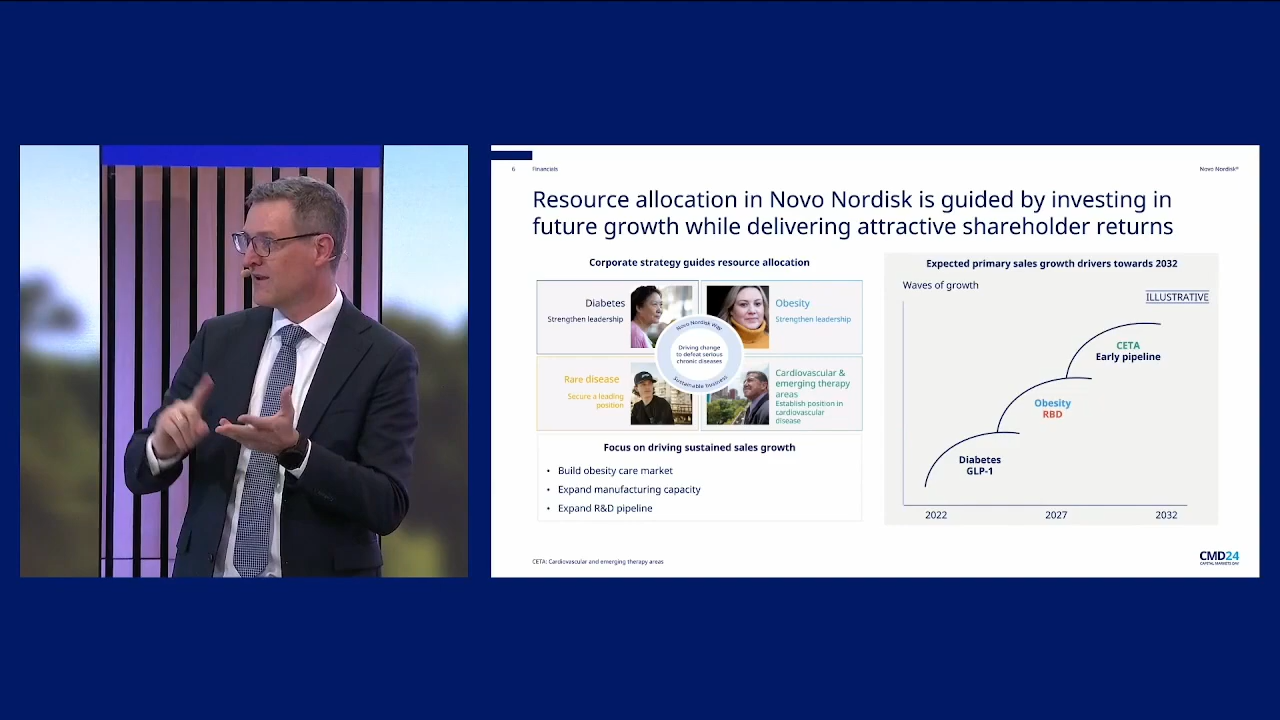 6 Financials
Novo Nordisk®
Resource allocation in Novo Nordisk is guided by investing in
future growth while delivering attractive shareholder returns
Corporate strategy guides resource allocation
Diabetes
Strengthen leadership
Obesity
Strengthen leadership
Novo Nordisk Way
Driving change
to defeat serious
chronic diseases
Sustainable business
Rare disease
Secure a leading
position
Cardiovascular &
emerging therapy
areas
Establish position in
cardiovascular
disease
Focus on driving sustained sales growth
• Build obesity care market
• Expand manufacturing capacity
• Expand R&D pipeline
Expected primary sales growth drivers towards 2032
Waves of growth
ILLUSTRATIVE
CETA
Early pipeline
Obesity
RBD
Diabetes
GLP-1
2022 2027 2032
CETA: Cardiovascular and emerging therapy areas
CMD24
CAPITAL MARKETS DAY